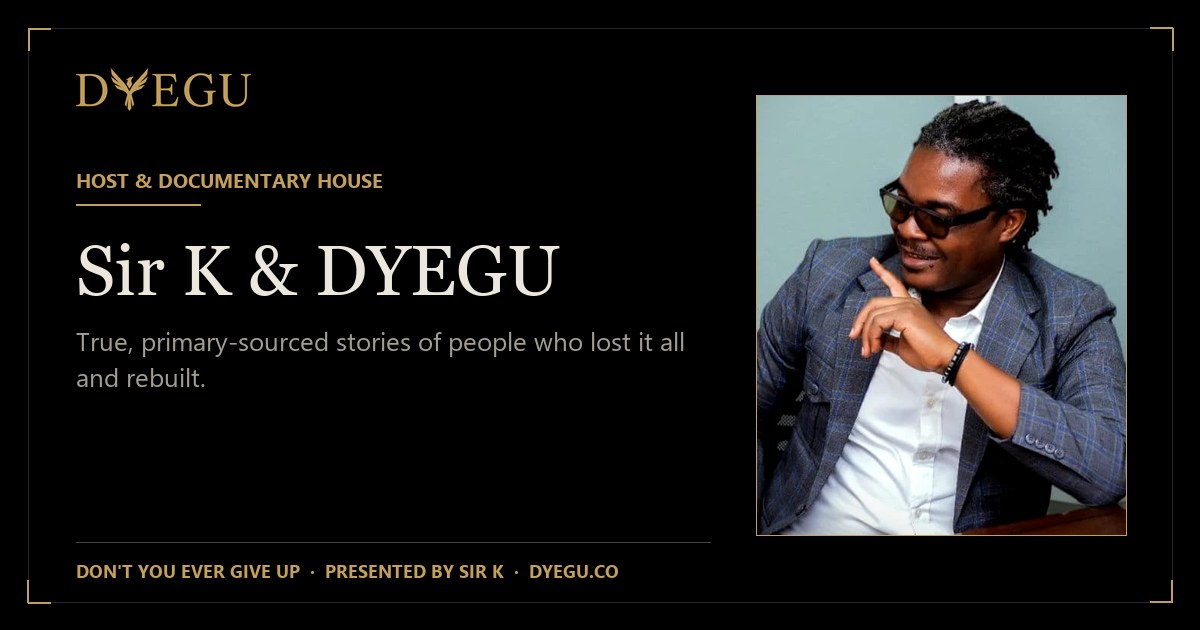 DYEGU
HOST & DOCUMENTARY HOUSE
Sir K & DYEGU
True, primary-sourced stories of people who lost it all
and rebuilt.
DON'T YOU EVER GIVE UP · PRESENTED BY SIR K · DYEGU.CO